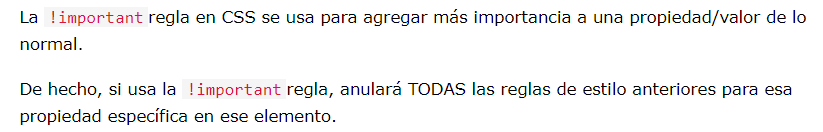 La !important regla en CSS se usa para agregar más importancia a una propiedad/valor de lo
normal.
De hecho, si usa la !important regla, anulará TODAS las reglas de estilo anteriores para esa
propiedad específica en ese elemento.